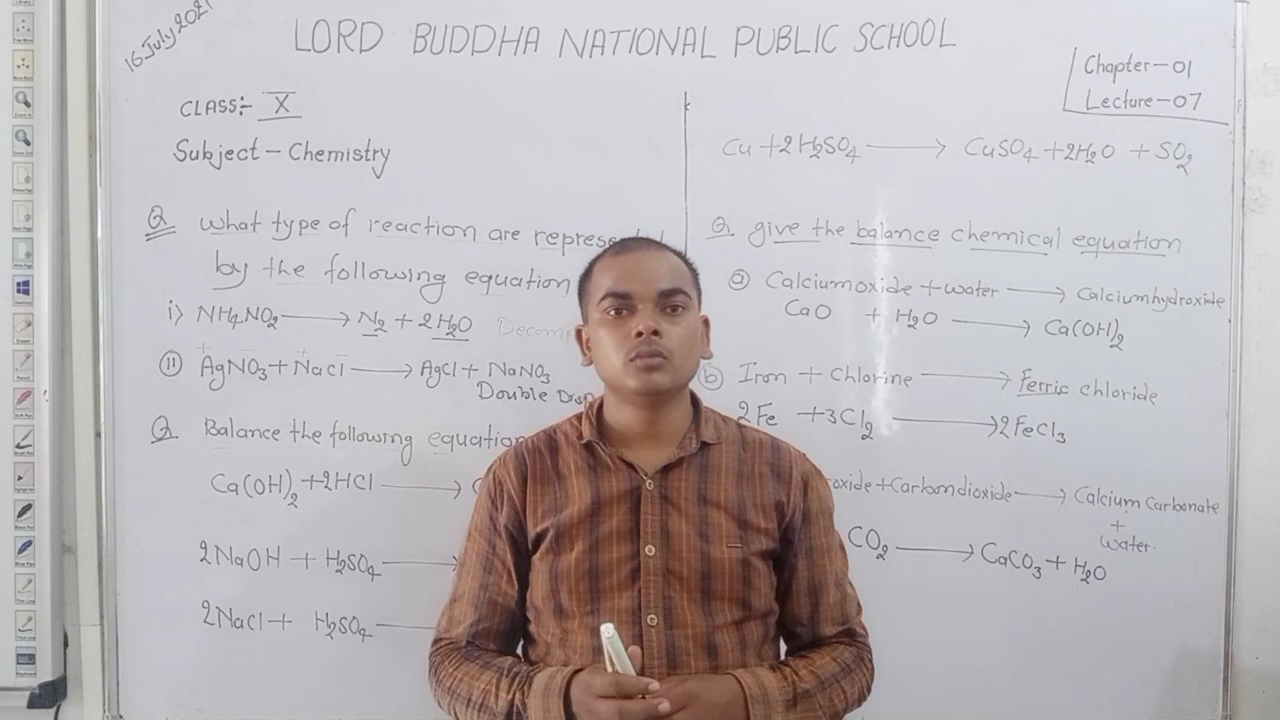 16 July 2021
LORD BUDDHA NATIONAL PUBLIC SCHOOL
Chapter-01
Lecture-07
CLASS:- X
Subject - Chemistry
Q what type of reaction are
by the following equation
i) NH4NO2 → N2 + 2H2O
(ii) AgNO3 + NaCl → AgCl + NaNO3
Double
Q Balance the following equation
Ca(OH)2 + 2HCl →
2NaOH + H2SO4 →
2NaCl + H2SO4
Cu + 2H2SO4 → CuSO4 + 2H2O + SO2
Q. give the balance chemical equation
(a) Calciumoxide + water → Calciumhydroxide
CaO + H2O → Ca(OH)2
(b) Iron + Chlorine → Ferric chloride
2Fe + 3Cl2 → 2FeCl3
+ Carbondioxide → Calcium Carbonate
+
water.
CO2 → CaCO3 + H2O